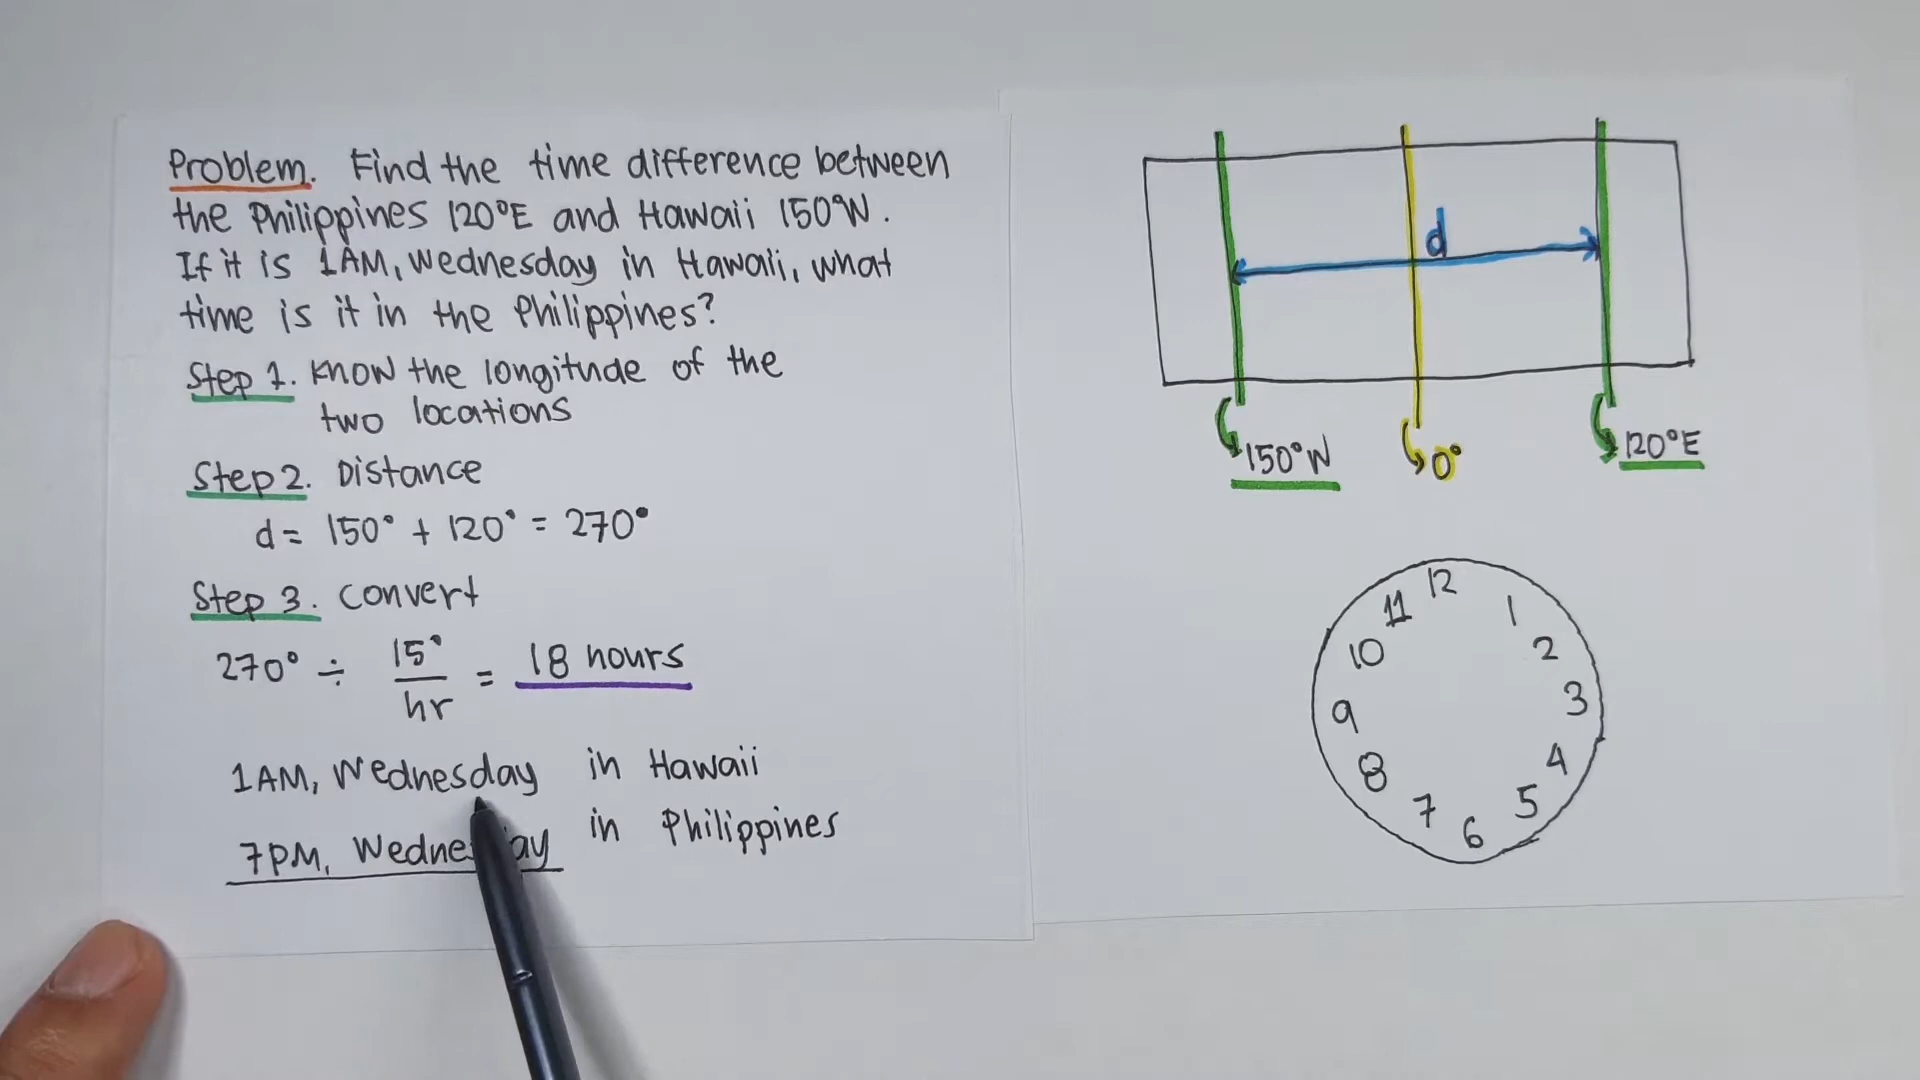 Problem. Find the time difference between
the Philippines 120°E and Hawaii 150°W.
If it is 1AM, Wednesday in Hawaii, what
time is it in the Philippines?
Step 1. Know the longitude of the
two locations
Step 2. Distance
d = 150° + 120° = 270°
Step 3. Convert
270° ÷ 15°/hr = 18 hours
1AM, Wednesday in Hawaii
7PM, in Philippines
d
150°W 0° 120°E
12
11 1
10 2
9 3
8 4
7 5
6